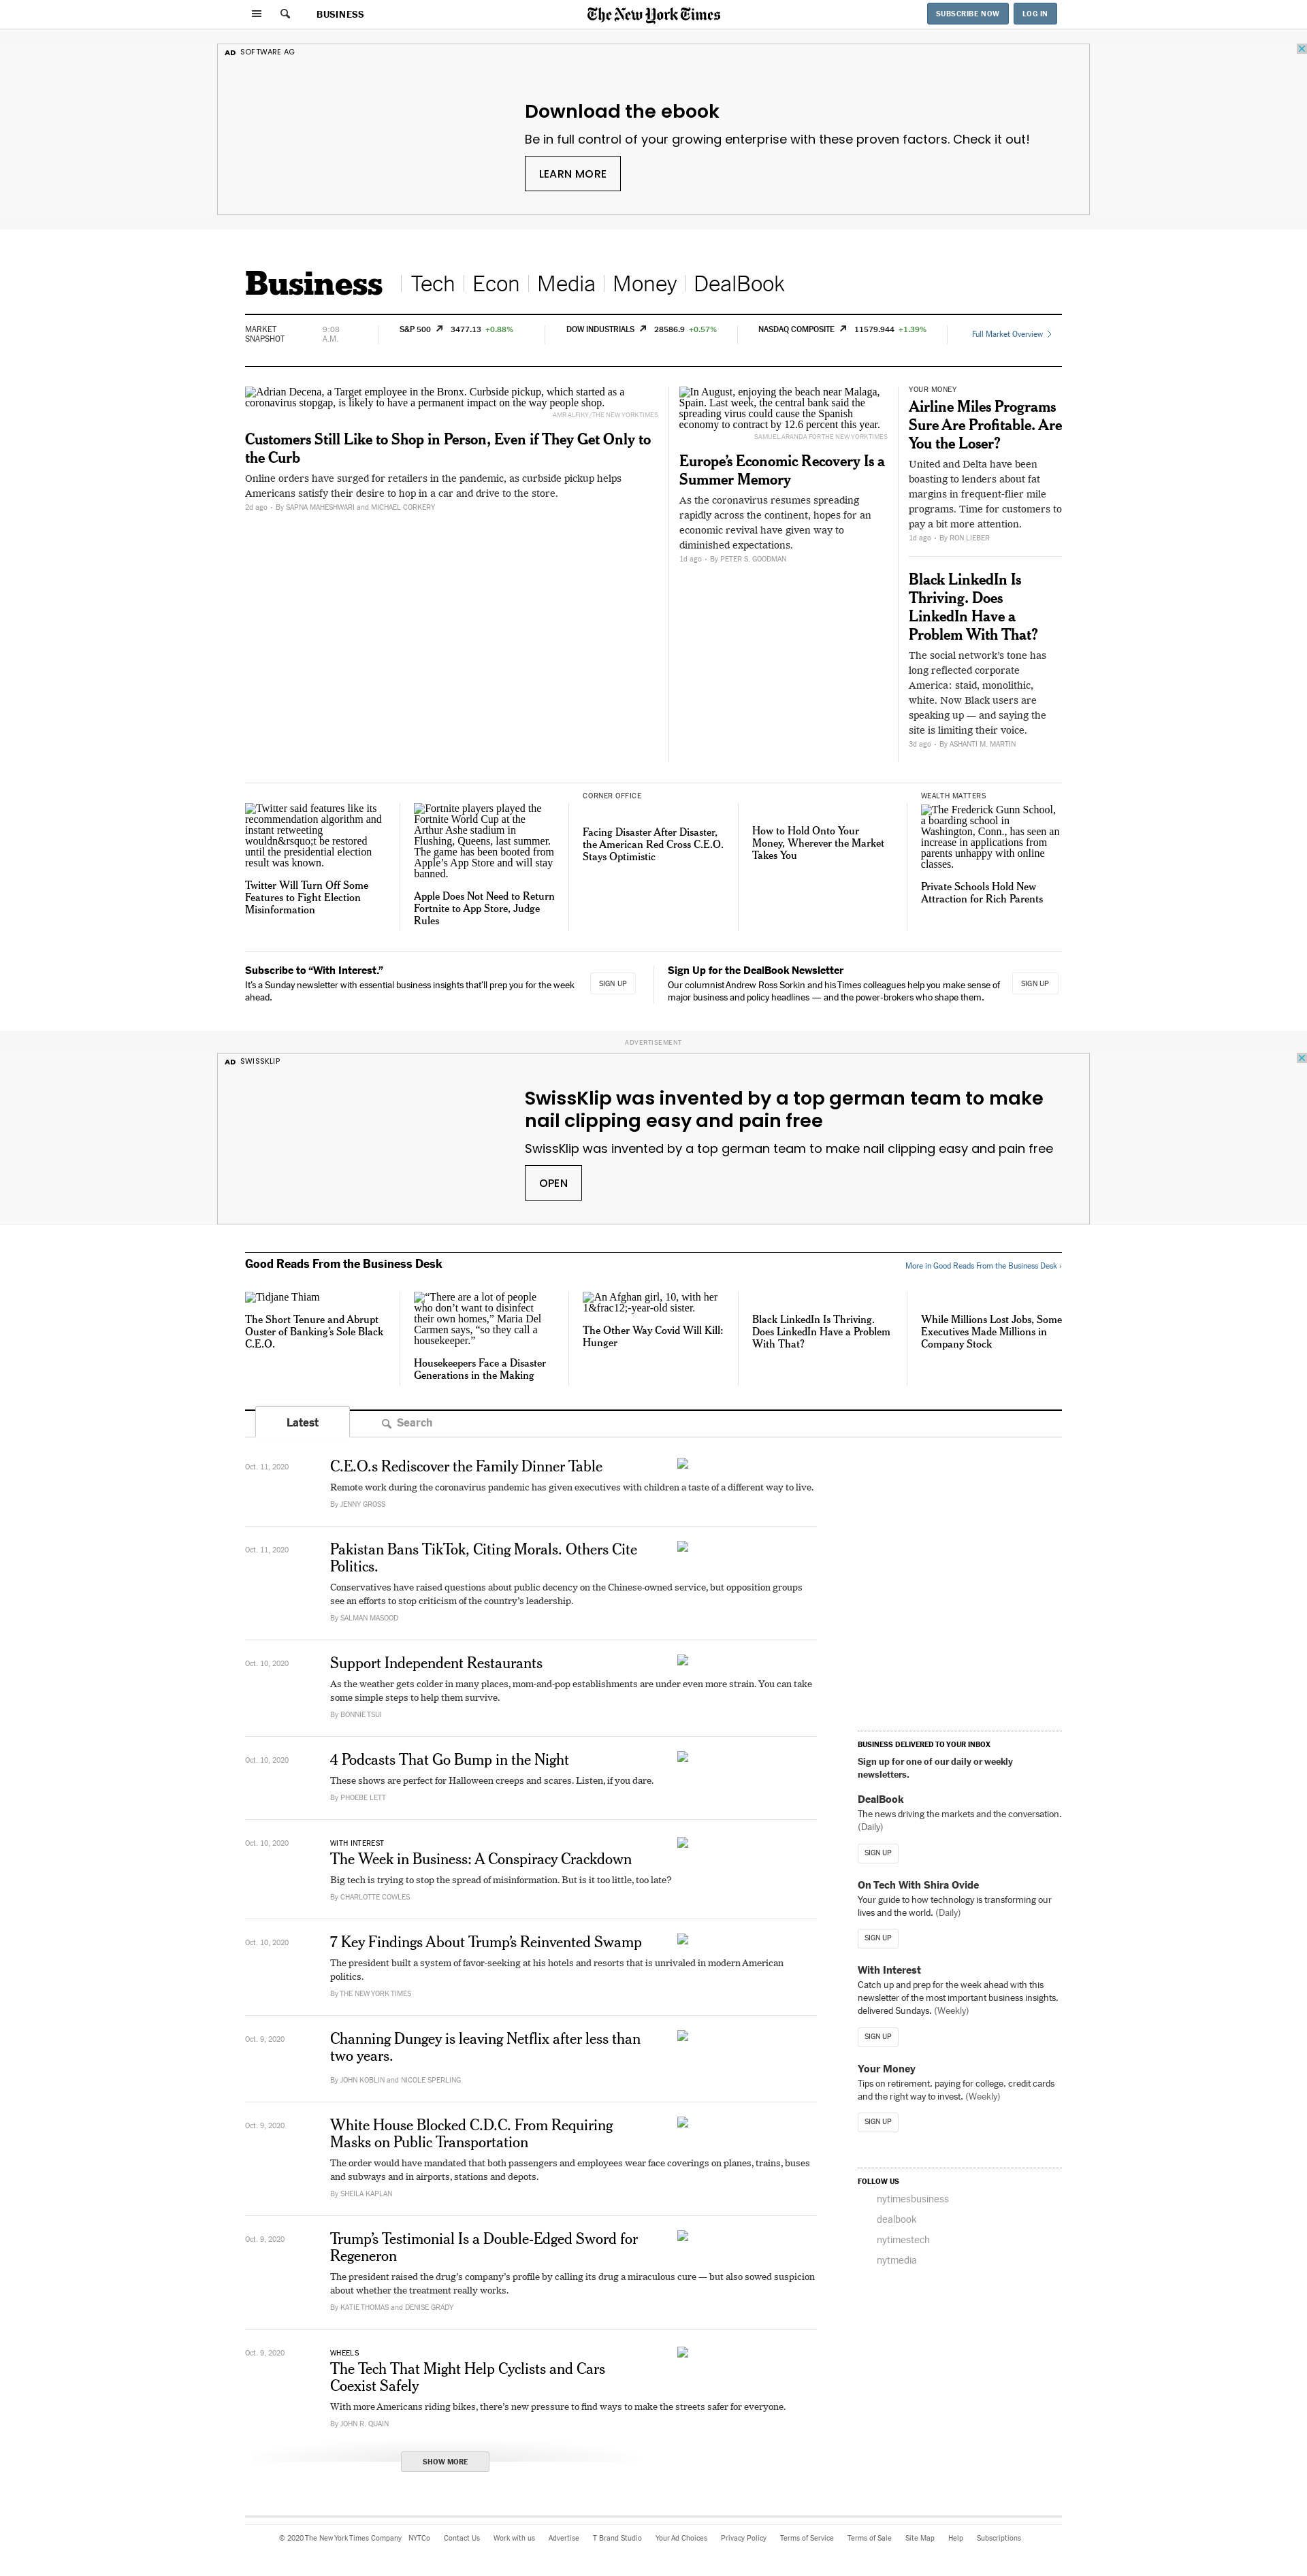 BUSINESS
The New York Times
SUBSCRIBE NOW
LOG IN
AD SOFTWARE AG
Download the ebook
Be in full control of your growing enterprise with these proven factors. Check it out!
LEARN MORE
Business
Tech
Econ
Media
Money
DealBook
MARKET
SNAPSHOT
9:08
A.M.
S&P 500 3477.13 +0.88%
DOW INDUSTRIALS 28586.9 +0.57%
NASDAQ COMPOSITE 11579.944 +1.39%
Full Market Overview
Adrian Decena, a Target employee in the Bronx. Curbside pickup, which started as a
coronavirus stopgap, is likely to have a permanent impact on the way people shop.
AMR ALFIKY/THE NEW YORK TIMES
Customers Still Like to Shop in Person, Even if They Get Only to
the Curb
Online orders have surged for retailers in the pandemic, as curbside pickup helps
Americans satisfy their desire to hop in a car and drive to the store.
2d ago · By SAPNA MAHESHWARI and MICHAEL CORKERY
In August, enjoying the beach near Malaga,
Spain. Last week, the central bank said the
spreading virus could cause the Spanish
economy to contract by 12.6 percent this year.
SAMUEL ARANDA FOR THE NEW YORK TIMES
Europe's Economic Recovery Is a
Summer Memory
As the coronavirus resumes spreading
rapidly across the continent, hopes for an
economic revival have given way to
diminished expectations.
1d ago · By PETER S. GOODMAN
YOUR MONEY
Airline Miles Programs
Sure Are Profitable. Are
You the Loser?
United and Delta have been
boasting to lenders about fat
margins in frequent-flier mile
programs. Time for customers to
pay a bit more attention.
1d ago · By RON LIEBER
Black LinkedIn Is
Thriving. Does
LinkedIn Have a
Problem With That?
The social network's tone has
long reflected corporate
America: staid, monolithic,
white. Now Black users are
speaking up — and saying the
site is limiting their voice.
3d ago · By ASHANTI M. MARTIN
Twitter said features like its
recommendation algorithm and
instant retweeting
wouldn&rsquo;t be restored
until the presidential election
result was known.
Twitter Will Turn Off Some
Features to Fight Election
Misinformation
Fortnite players played the
Fortnite World Cup at the
Arthur Ashe stadium in
Flushing, Queens, last summer.
The game has been booted from
Apple's App Store and will stay
banned.
Apple Does Not Need to Return
Fortnite to App Store, Judge
Rules
CORNER OFFICE
Facing Disaster After Disaster,
the American Red Cross C.E.O.
Stays Optimistic
How to Hold Onto Your
Money, Wherever the Market
Takes You
WEALTH MATTERS
The Frederick Gunn School,
a boarding school in
Washington, Conn., has seen an
increase in applications from
parents unhappy with online
classes.
Private Schools Hold New
Attraction for Rich Parents
Subscribe to “With Interest.”
It's a Sunday newsletter with essential business insights that'll prep you for the week
ahead.
SIGN UP
Sign Up for the DealBook Newsletter
Our columnist Andrew Ross Sorkin and his Times colleagues help you make sense of
major business and policy headlines — and the power-brokers who shape them.
SIGN UP
ADVERTISEMENT
AD SWISSKLIP
SwissKlip was invented by a top german team to make
nail clipping easy and pain free
SwissKlip was invented by a top german team to make nail clipping easy and pain free
OPEN
Good Reads From the Business Desk
More in Good Reads From the Business Desk ›
Tidjane Thiam
The Short Tenure and Abrupt
Ouster of Banking's Sole Black
C.E.O.
“There are a lot of people
who don't want to disinfect
their own homes,” Maria Del
Carmen says, “so they call a
housekeeper.”
Housekeepers Face a Disaster
Generations in the Making
An Afghan girl, 10, with her
1&frac12;-year-old sister.
The Other Way Covid Will Kill:
Hunger
Black LinkedIn Is Thriving.
Does LinkedIn Have a Problem
With That?
While Millions Lost Jobs, Some
Executives Made Millions in
Company Stock
Latest
Search
Oct. 11, 2020
C.E.O.s Rediscover the Family Dinner Table
Remote work during the coronavirus pandemic has given executives with children a taste of a different way to live.
By JENNY GROSS
Oct. 11, 2020
Pakistan Bans TikTok, Citing Morals. Others Cite
Politics.
Conservatives have raised questions about public decency on the Chinese-owned service, but opposition groups
see an efforts to stop criticism of the country's leadership.
By SALMAN MASOOD
Oct. 10, 2020
Support Independent Restaurants
As the weather gets colder in many places, mom-and-pop establishments are under even more strain. You can take
some simple steps to help them survive.
By BONNIE TSUI
Oct. 10, 2020
4 Podcasts That Go Bump in the Night
These shows are perfect for Halloween creeps and scares. Listen, if you dare.
By PHOEBE LETT
Oct. 10, 2020
WITH INTEREST
The Week in Business: A Conspiracy Crackdown
Big tech is trying to stop the spread of misinformation. But is it too little, too late?
By CHARLOTTE COWLES
Oct. 10, 2020
7 Key Findings About Trump's Reinvented Swamp
The president built a system of favor-seeking at his hotels and resorts that is unrivaled in modern American
politics.
By THE NEW YORK TIMES
Oct. 9, 2020
Channing Dungey is leaving Netflix after less than
two years.
By JOHN KOBLIN and NICOLE SPERLING
Oct. 9, 2020
White House Blocked C.D.C. From Requiring
Masks on Public Transportation
The order would have mandated that both passengers and employees wear face coverings on planes, trains, buses
and subways and in airports, stations and depots.
By SHEILA KAPLAN
Oct. 9, 2020
Trump's Testimonial Is a Double-Edged Sword for
Regeneron
The president raised the drug's company's profile by calling its drug a miraculous cure — but also sowed suspicion
about whether the treatment really works.
By KATIE THOMAS and DENISE GRADY
Oct. 9, 2020
WHEELS
The Tech That Might Help Cyclists and Cars
Coexist Safely
With more Americans riding bikes, there's new pressure to find ways to make the streets safer for everyone.
By JOHN R. QUAIN
SHOW MORE
BUSINESS DELIVERED TO YOUR INBOX
Sign up for one of our daily or weekly
newsletters.
DealBook
The news driving the markets and the conversation.
(Daily)
SIGN UP
On Tech With Shira Ovide
Your guide to how technology is transforming our
lives and the world. (Daily)
SIGN UP
With Interest
Catch up and prep for the week ahead with this
newsletter of the most important business insights,
delivered Sundays. (Weekly)
SIGN UP
Your Money
Tips on retirement, paying for college, credit cards
and the right way to invest. (Weekly)
SIGN UP
FOLLOW US
nytimesbusiness
dealbook
nytimestech
nytmedia
© 2020 The New York Times Company NYTCo Contact Us Work with us Advertise T Brand Studio Your Ad Choices Privacy Policy Terms of Service Terms of Sale Site Map Help Subscriptions